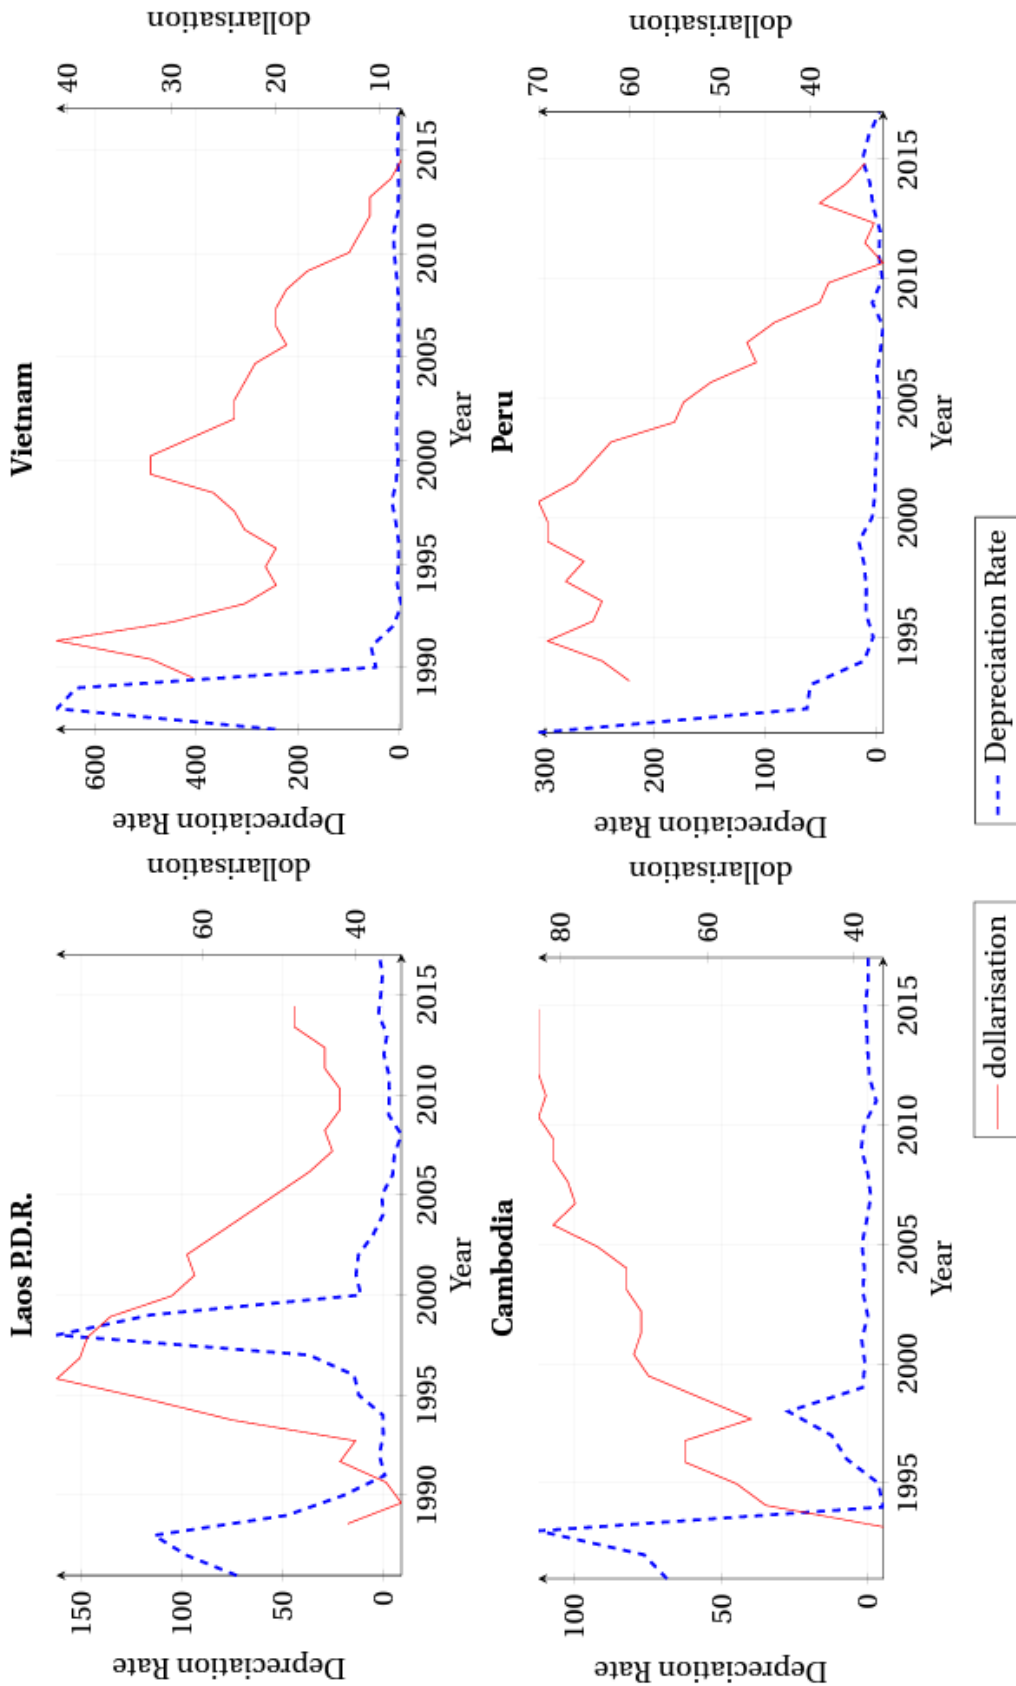 Laos P.D.R.
Depreciation Rate
150
100
50
0
1990
1995
2000
2005
2010
2015
Year
60
40
dollarisation
Vietnam
Depreciation Rate
600
400
200
0
1990
1995
2000
2005
2010
2015
Year
40
30
20
10
dollarisation
Cambodia
Depreciation Rate
100
50
0
1995
2000
2005
2010
2015
Year
80
60
40
dollarisation
Peru
Depreciation Rate
300
200
100
0
1995
2000
2005
2010
2015
Year
70
60
50
40
dollarisation
dollarisation
Depreciation Rate